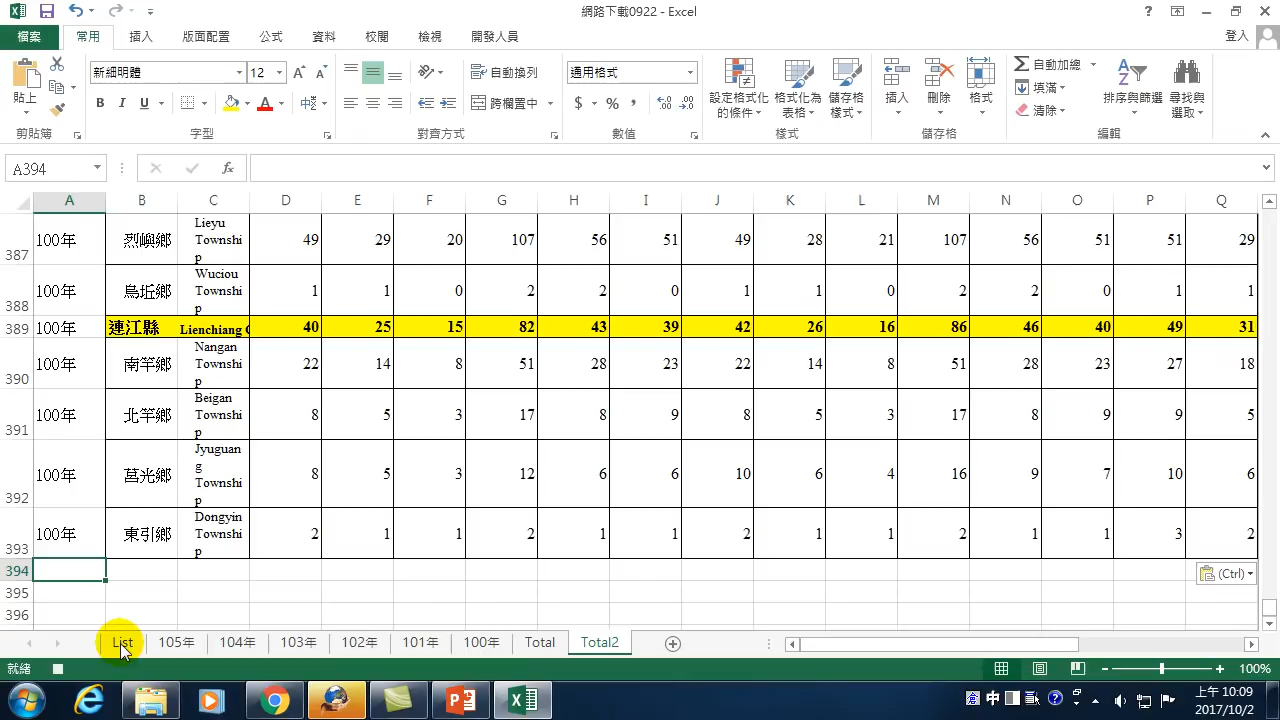 網路下載0922 - Excel
檔案 常用 插入 版面配置 公式 資料 校閱 檢視 開發人員 登入
貼上 新細明體 12 自動換列 通用格式 設定格式化的條件 格式化為表格 儲存格樣式 插入 刪除 格式 自動加總 排序與篩選 尋找與選取
B I U A 中 跨欄置中 $ % 填滿
清除
剪貼簿 字型 對齊方式 數值 樣式 儲存格 編輯
A394 fx
A B C D E F G H I J K L M N O P Q
387 100年 烈嶼鄉 Lieyu Township 49 29 20 107 56 51 49 28 21 107 56 51 51 29
388 100年 烏坵鄉 Wuciou Township 1 1 0 2 2 0 1 1 0 2 2 0 1 1
389 100年 連江縣 Lienchiang C 40 25 15 82 43 39 42 26 16 86 46 40 49 31
390 100年 南竿鄉 Nangan Township 22 14 8 51 28 23 22 14 8 51 28 23 27 18
391 100年 北竿鄉 Beigan Township 8 5 3 17 8 9 8 5 3 17 8 9 9 5
392 100年 莒光鄉 Jyuguang Township 8 5 3 12 6 6 10 6 4 16 9 7 10 6
393 100年 東引鄉 Dongyin Township 2 1 1 2 1 1 2 1 1 2 1 1 3 2
394 (Ctrl)
395
396
List 105年 104年 103年 102年 101年 100年 Total Total2
就緒 100%
中 上午 10:09
2017/10/2